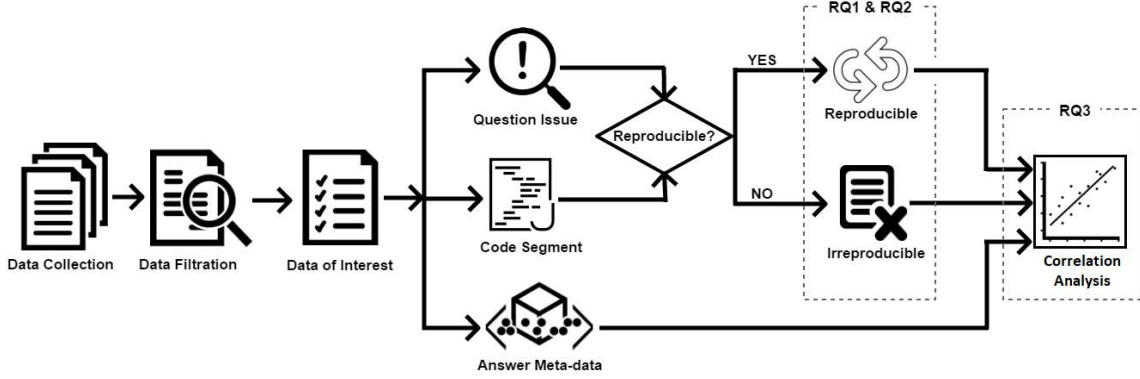 RQ1 & RQ2
YES
Question Issue
Reproducible?
Reproducible
RQ3
NO
Data Collection
Data Filtration
Data of Interest
Code Segment
Irreproducible
Correlation
Analysis
Answer Meta-data